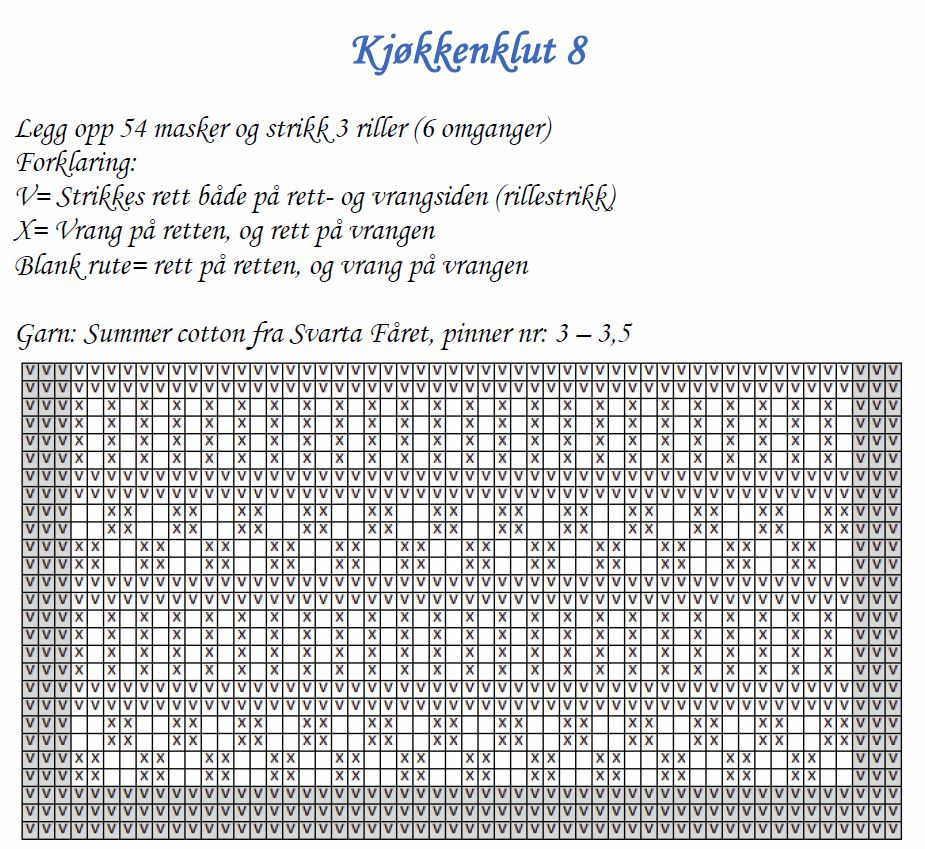 Kjøkkenklut 8
Legg opp 54 masker og strikk 3 riller (6 omganger)
Forklaring:
V= Strikkes rett både på rett- og vrangsiden (rillestrikk)
X= Vrang på retten, og rett på vrangen
Blank rute= rett på retten, og vrang på vrangen
Garn: Summer cotton fra Svarta Fåret, pinner nr: 3 – 3,5
V V V V V V V V V V V V V V V V V V V V V V V V V V V V V V V V V V V V V V V V V V V V V V V V V V V V V V
V V V V V V V V V V V V V V V V V V V V V V V V V V V V V V V V V V V V V V V V V V V V V V V V V V V V V V
V V V X X X X X X X X X X X X X X X X X X X X X X X X V V V
V V V X X X X X X X X X X X X X X X X X X X X X X X X V V V
V V V X X X X X X X X X X X X X X X X X X X X X X X X V V V
V V V X X X X X X X X X X X X X X X X X X X X X X X X V V V
V V V V V V V V V V V V V V V V V V V V V V V V V V V V V V V V V V V V V V V V V V V V V V V V V V V V V V
V V V V V V V V V V V V V V V V V V V V V V V V V V V V V V V V V V V V V V V V V V V V V V V V V V V V V V
V V V X X X X X X X X X X X X X X X X X X X X X X X X V V V
V V V X X X X X X X X X X X X X X X X X X X X X X X X V V V
V V V X X X X X X X X X X X X X X X X X X X X X X X X V V V
V V V X X X X X X X X X X X X X X X X X X X X X X X X V V V
V V V V V V V V V V V V V V V V V V V V V V V V V V V V V V V V V V V V V V V V V V V V V V V V V V V V V V
V V V V V V V V V V V V V V V V V V V V V V V V V V V V V V V V V V V V V V V V V V V V V V V V V V V V V V
V V V X X X X X X X X X X X X X X X X X X X X X X X X V V V
V V V X X X X X X X X X X X X X X X X X X X X X X X X V V V
V V V X X X X X X X X X X X X X X X X X X X X X X X X V V V
V V V X X X X X X X X X X X X X X X X X X X X X X X X V V V
V V V V V V V V V V V V V V V V V V V V V V V V V V V V V V V V V V V V V V V V V V V V V V V V V V V V V V
V V V V V V V V V V V V V V V V V V V V V V V V V V V V V V V V V V V V V V V V V V V V V V V V V V V V V V
V V V X X X X X X X X X X X X X X X X X X X X X X X X V V V
V V V X X X X X X X X X X X X X X X X X X X X X X X X V V V
V V V X X X X X X X X X X X X X X X X X X X X X X X X V V V
V V V X X X X X X X X X X X X X X X X X X X X X X X X V V V
V V V V V V V V V V V V V V V V V V V V V V V V V V V V V V V V V V V V V V V V V V V V V V V V V V V V V V
V V V V V V V V V V V V V V V V V V V V V V V V V V V V V V V V V V V V V V V V V V V V V V V V V V V V V V
V V V V V V V V V V V V V V V V V V V V V V V V V V V V V V V V V V V V V V V V V V V V V V V V V V V V V V